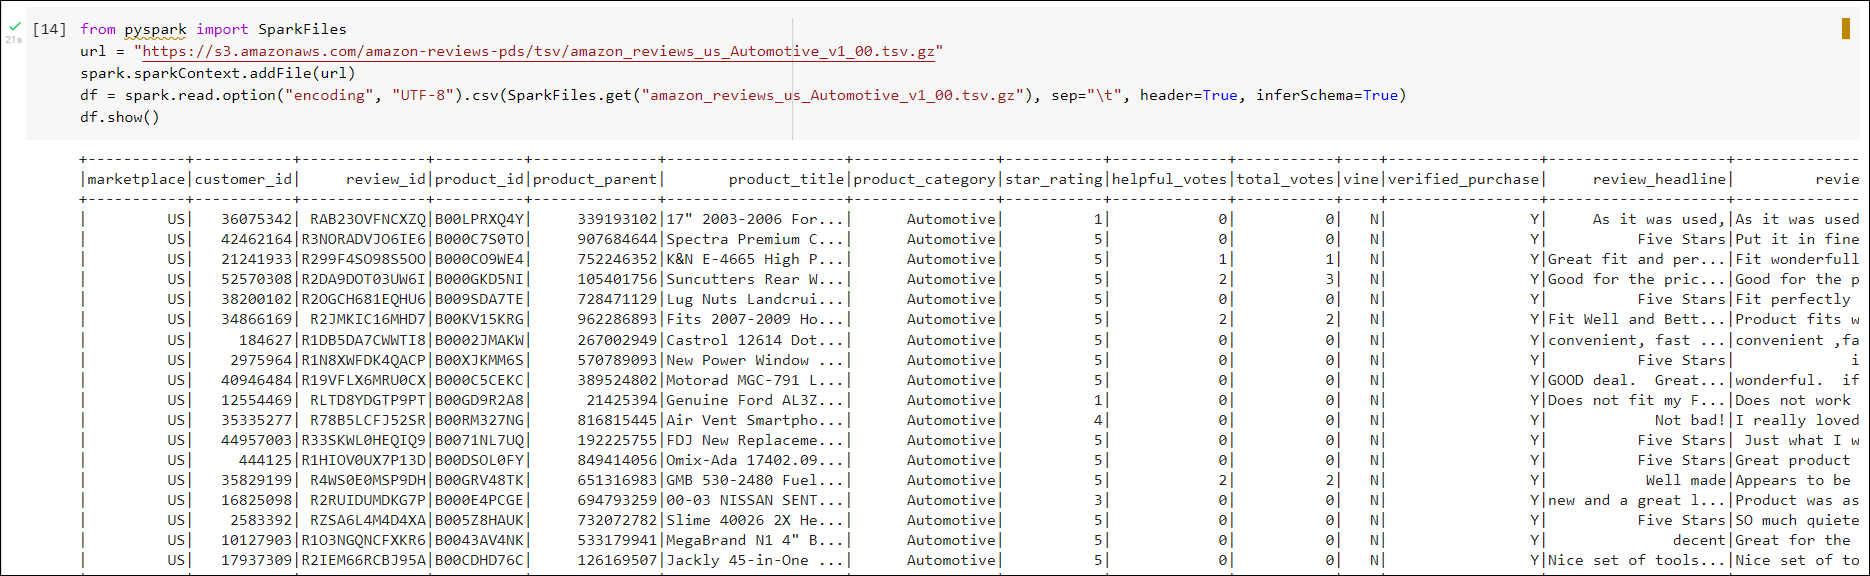 [14] from pyspark import SparkFiles
21s
url = "https://s3.amazonaws.com/amazon-reviews-pds/tsv/amazon_reviews_us_Automotive_v1_00.tsv.gz"
spark.sparkContext.addFile(url)
df = spark.read.option("encoding", "UTF-8").csv(SparkFiles.get("amazon_reviews_us_Automotive_v1_00.tsv.gz"), sep="\t", header=True, inferSchema=True)
df.show()
+-----------+-----------+--------------+----------+--------------+--------------------+----------------+-----------+-------------+-----------+----+-----------------+--------------------+--------------
|marketplace|customer_id|     review_id|product_id|product_parent|       product_title|product_category|star_rating|helpful_votes|total_votes|vine|verified_purchase|     review_headline|         revie
+-----------+-----------+--------------+----------+--------------+--------------------+----------------+-----------+-------------+-----------+----+-----------------+--------------------+--------------
|         US|   36075342| RAB23OVFNCXZQ|B00LPRXQ4Y|     339193102|17" 2003-2006 For...|      Automotive|          1|            0|          0|   N|                Y|     As it was used,|As it was used
|         US|   42462164|R3NORADVJO6IE6|B000C7S0TO|     907684644|Spectra Premium C...|      Automotive|          5|            0|          0|   N|                Y|          Five Stars|Put it in fine
|         US|   21241933|R299F4SO98S5OO|B000CO9WE4|     752246352|K&N E-4665 High P...|      Automotive|          5|            1|          1|   N|                Y|Great fit and per...|Fit wonderfull
|         US|   52570308|R2DA9DOT03UW6I|B000GKD5NI|     105401756|Suncutters Rear W...|      Automotive|          5|            2|          3|   N|                Y|Good for the pric...|Good for the p
|         US|   38200102|R2OGCH681EQHU6|B009SDA7TE|     728471129|Lug Nuts Landcrui...|      Automotive|          5|            0|          0|   N|                Y|          Five Stars|Fit perfectly
|         US|   34866169| R2JMKIC16MHD7|B00KV15KRG|     962286893|Fits 2007-2009 Ho...|      Automotive|          5|            2|          2|   N|                Y|Fit Well and Bett...|Product fits w
|         US|     184627|R1DB5DA7CWWTI8|B0002JMAKW|     267002949|Castrol 12614 Dot...|      Automotive|          5|            0|          0|   N|                Y|convenient, fast ...|convenient ,fa
|         US|    2975964|R1N8XWFDK4QACP|B00XJKMM6S|     570789093|New Power Window ...|      Automotive|          5|            0|          0|   N|                Y|          Five Stars|             i
|         US|   40946484|R19VFLX6MRU0CX|B000C5CEKC|     389524802|Motorad MGC-791 L...|      Automotive|          5|            0|          0|   N|                Y|GOOD deal.  Great...|wonderful.  if
|         US|   12554469| RLTD8YDGTP9PT|B00GD9R2A8|      21425394|Genuine Ford AL3Z...|      Automotive|          1|            0|          0|   N|                Y|Does not fit my F...|Does not work
|         US|   35335277| R78B5LCFJ52SR|B00RM327NG|     816815445|Air Vent Smartpho...|      Automotive|          4|            0|          0|   N|                Y|            Not bad!|I really loved
|         US|   44957003|R33SKWL0HEQIQ9|B0071NL7UQ|     192225755|FDJ New Replaceme...|      Automotive|          5|            0|          0|   N|                Y|          Five Stars| Just what I w
|         US|     444125|R1HIOV0UX7P13D|B00DSOL0FY|     849414056|Omix-Ada 17402.09...|      Automotive|          5|            0|          0|   N|                Y|          Five Stars|Great product
|         US|   35829199| R4WS0E0MSP9DH|B00GRV48TK|     651316983|GMB 530-2480 Fuel...|      Automotive|          5|            2|          2|   N|                Y|           Well made|Appears to be
|         US|   16825098| R2RUIDUMDKG7P|B000E4PCGE|     694793259|00-03 NISSAN SENT...|      Automotive|          3|            0|          0|   N|                Y|new and a great l...|Product was as
|         US|    2583392| RZSA6L4M4D4XA|B005Z8HAUK|     732072782|Slime 40026 2X He...|      Automotive|          5|            0|          0|   N|                Y|          Five Stars|SO much quiete
|         US|   10127903|R1O3NGQNCFXKR6|B0043AV4NK|     533179941|MegaBrand N1 4" B...|      Automotive|          5|            0|          0|   N|                Y|              decent|Great for the
|         US|   17937309|R2IEM66RCBJ95A|B00CDHD76C|     126169507|Jackly 45-in-One ...|      Automotive|          5|            0|          0|   N|                Y|Nice set of tools...|Nice set of to